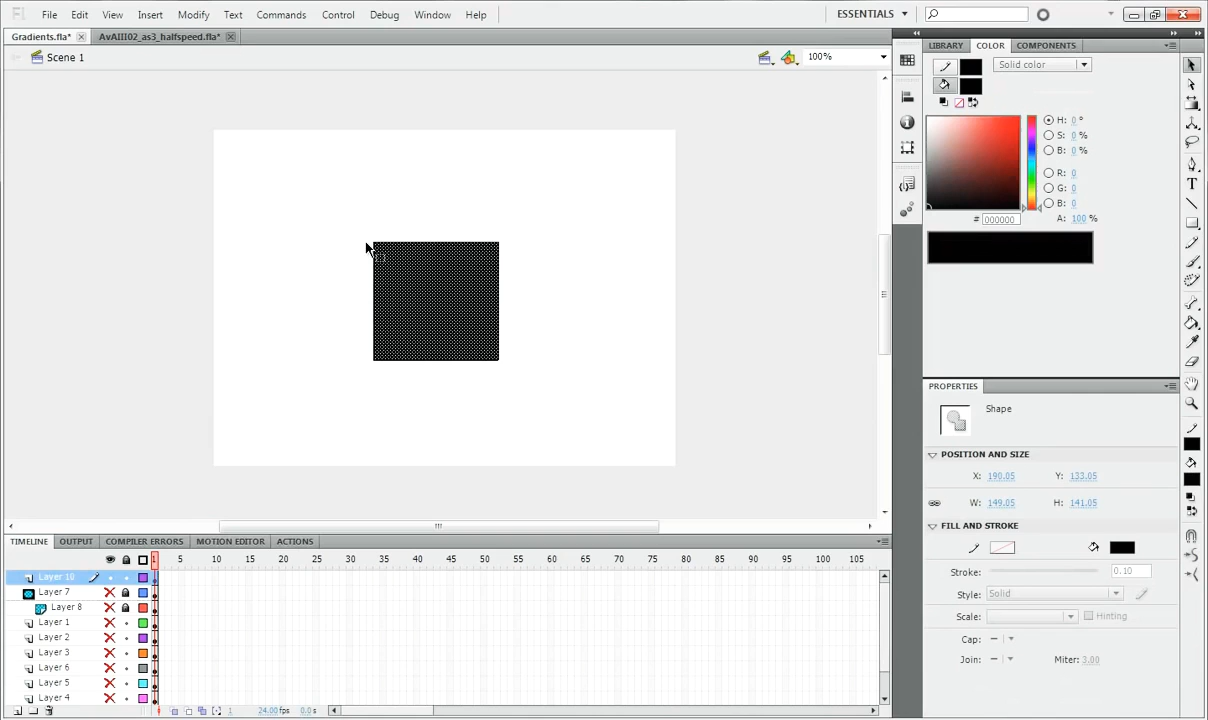 Fl File Edit View Insert Modify Text Commands Control Debug Window Help ESSENTIALS
Gradients.fla* AvAIII02_as3_halfspeed.fla*
LIBRARY COLOR COMPONENTS
Scene 1 100%
Solid color
H: 0 °
S: 0 %
B: 0 %
R: 0
G: 0
B: 0
# 000000 A: 100 %
PROPERTIES
Shape
POSITION AND SIZE
X: 190.05 Y: 133.05
W: 149.05 H: 141.05
FILL AND STROKE
Stroke: 0.10
Style: Solid
Scale: Hinting
Cap:
Join: Miter: 3.00
TIMELINE OUTPUT COMPILER ERRORS MOTION EDITOR ACTIONS
1 5 10 15 20 25 30 35 40 45 50 55 60 65 70 75 80 85 90 95 100 105
Layer 10
Layer 7
Layer 8
Layer 1
Layer 2
Layer 3
Layer 6
Layer 5
Layer 4
1 24.00fps 0.0s